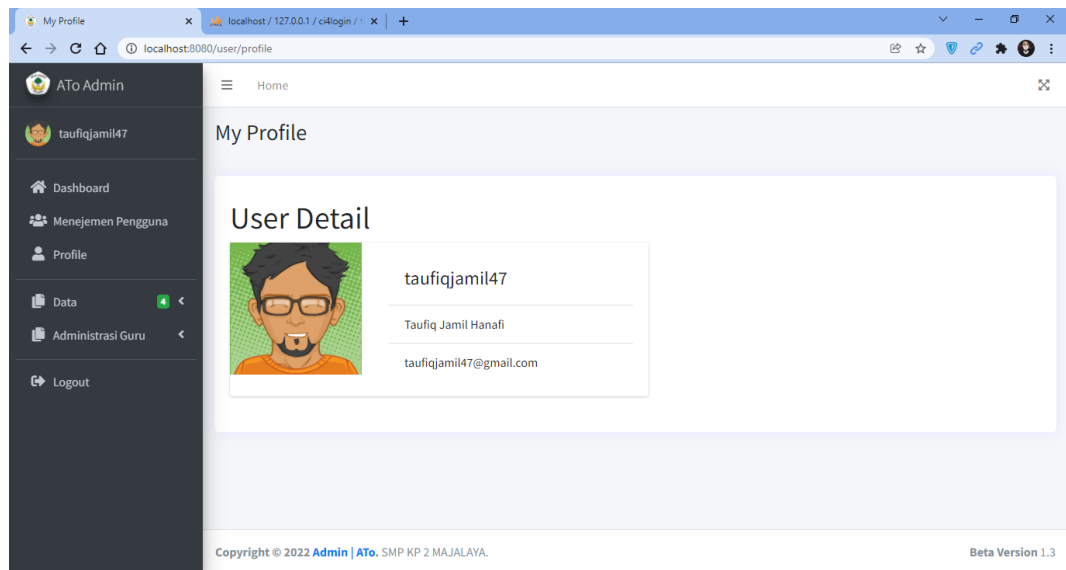 My Profile
localhost / 127.0.0.1 / ci4login / t
localhost:8080/user/profile
ATo Admin
Home
taufiqjamil47
My Profile
Dashboard
Menejemen Pengguna
Profile
Data 4
Administrasi Guru
Logout
User Detail
taufiqjamil47
Taufiq Jamil Hanafi
taufiqjamil47@gmail.com
Copyright © 2022 Admin | ATo. SMP KP 2 MAJALAYA.
Beta Version 1.3